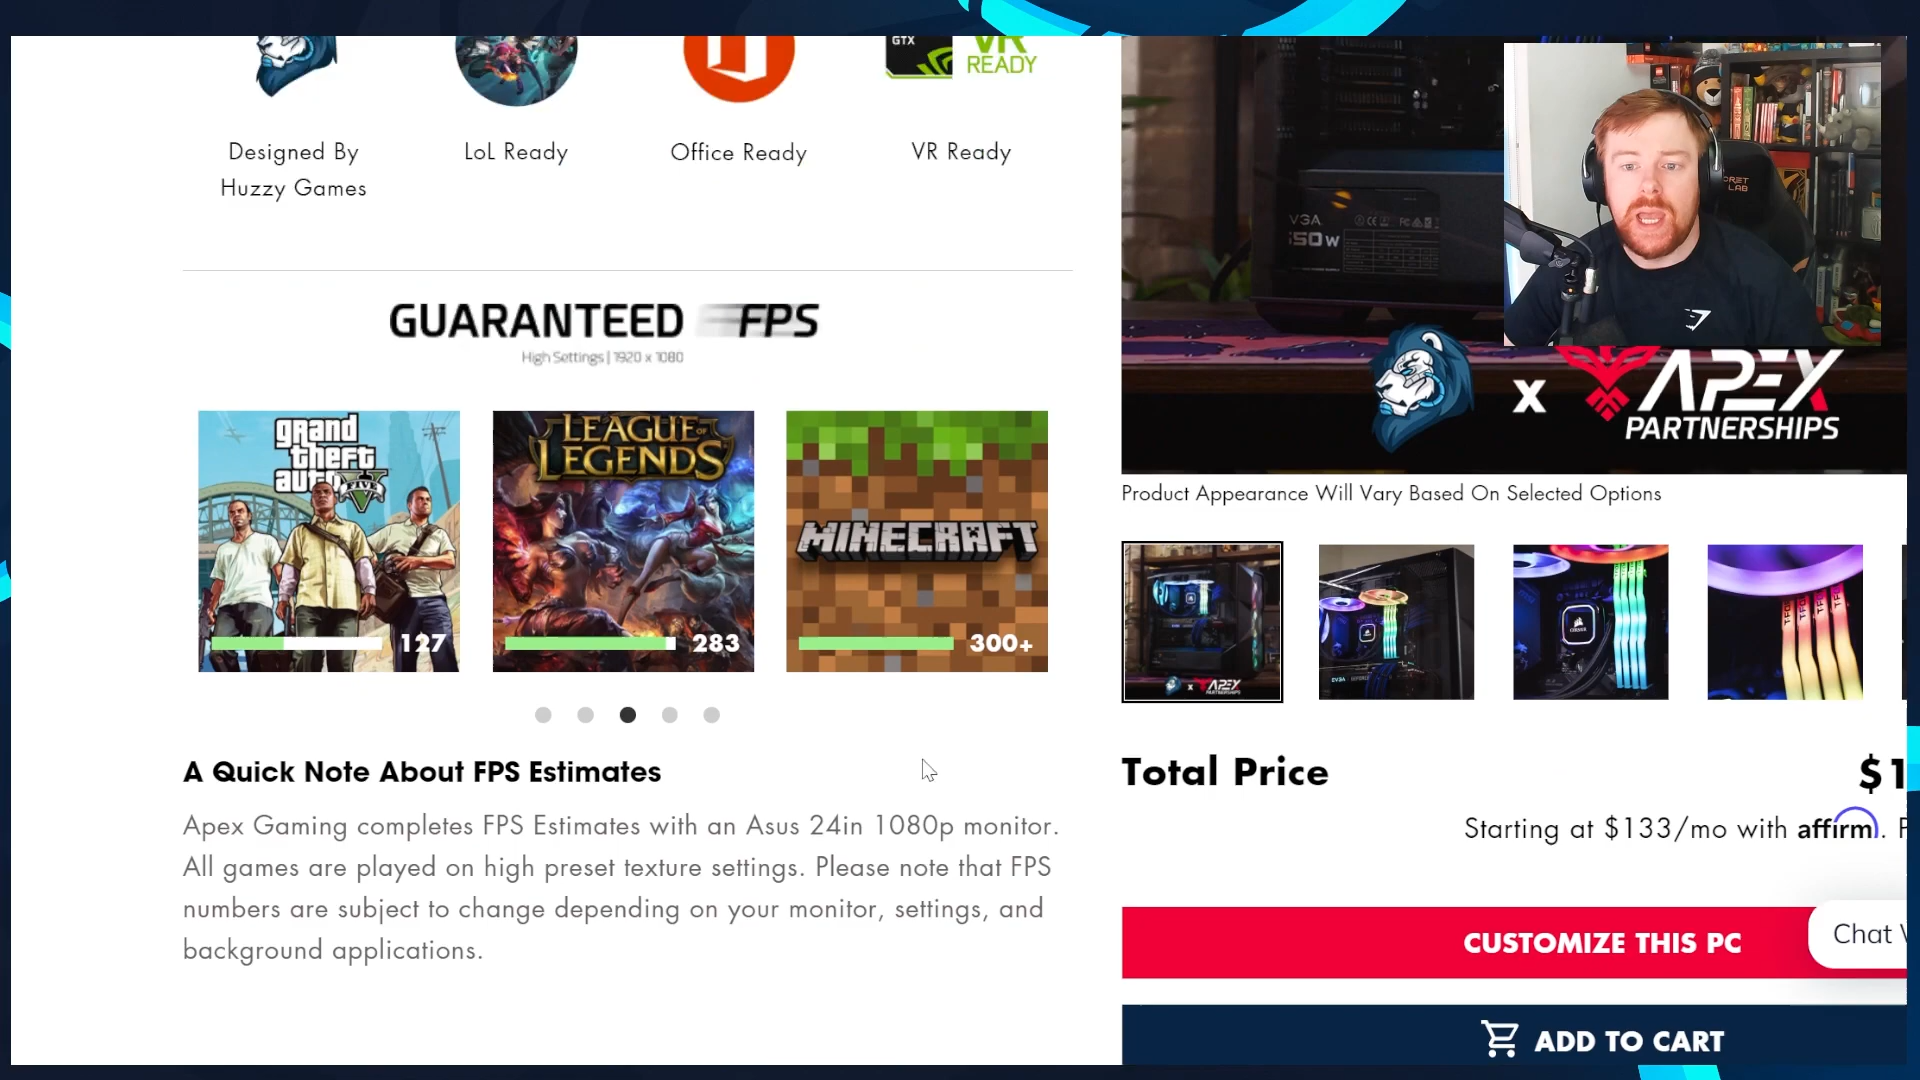 GTX
VR
READY
Designed By
Huzzy Games
LoL Ready
Office Ready
VR Ready
GUARANTEED FPS
High Settings | 1920 x 1080
grand
theft
auto
FIVE
127
LEAGUE OF
LEGENDS
283
MINECRAFT
300+
A Quick Note About FPS Estimates
Apex Gaming completes FPS Estimates with an Asus 24in 1080p monitor.
All games are played on high preset texture settings. Please note that FPS
numbers are subject to change depending on your monitor, settings, and
background applications.
X
APEX
PARTNERSHIPS
Product Appearance Will Vary Based On Selected Options
Total Price
$1
Starting at $133/mo with affirm.
CUSTOMIZE THIS PC
Chat
ADD TO CART